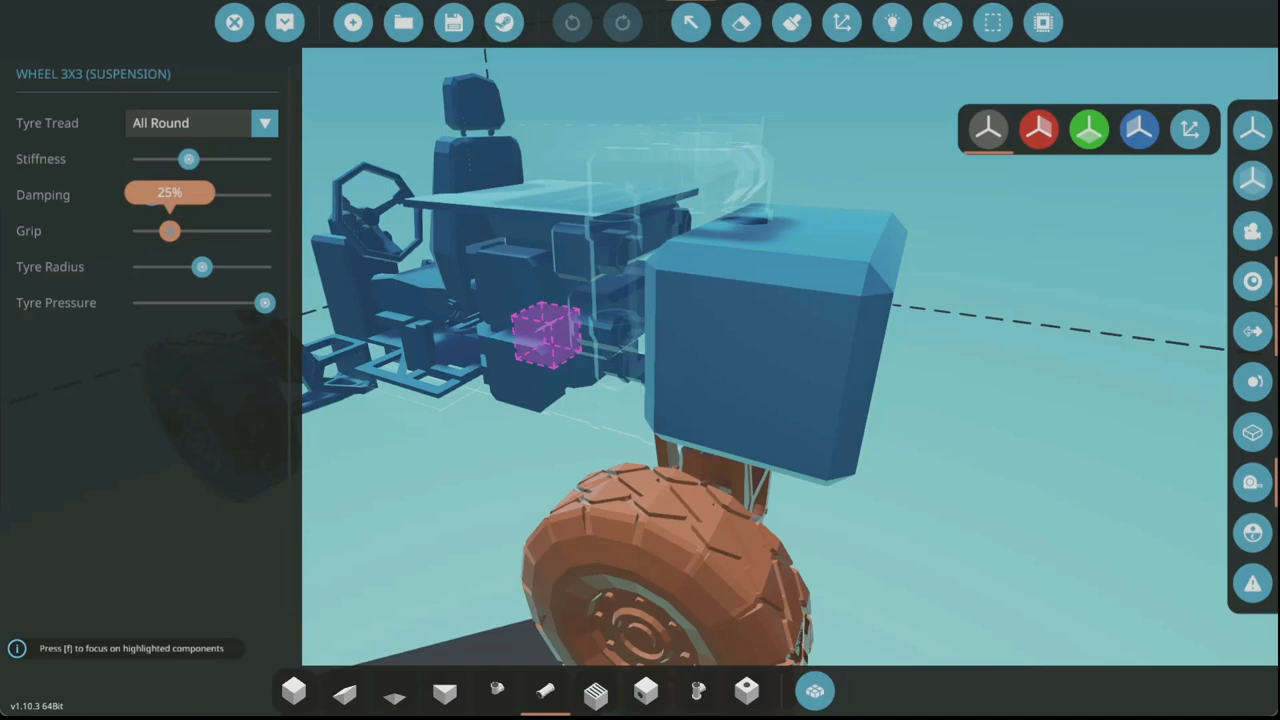 WHEEL 3X3 (SUSPENSION)
Tyre Tread
All Round
Stiffness
Damping
25%
Grip
Tyre Radius
Tyre Pressure
Press [f] to focus on highlighted components
v1.10.3 64Bit